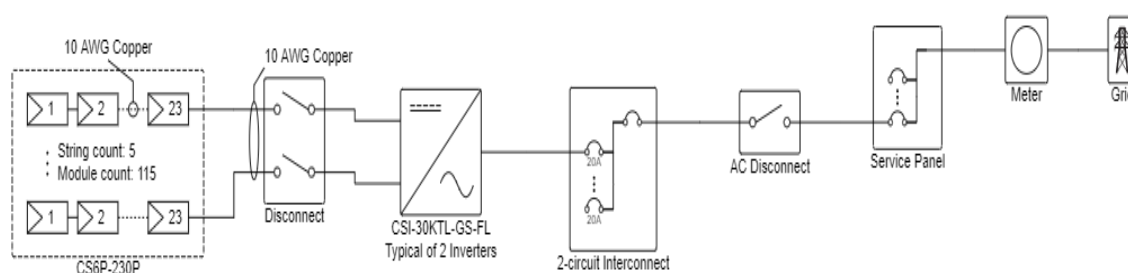 10 AWG Copper
10 AWG Copper
1
2
23
String count: 5
Module count: 115
1
2
23
CS6P-230P
Disconnect
CSI-30KTL-GS-FL
Typical of 2 Inverters
20A
20A
2-circuit Interconnect
AC Disconnect
Service Panel
Meter
Gri